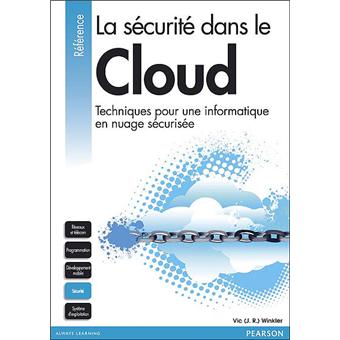 Référence
La sécurité dans le
Cloud
Techniques pour une informatique
en nuage sécurisée
Réseaux
et télécom
Programmation
Développement
mobile
Sécurité
Système
d'exploitation
Vic (J. R.) Winkler
ALWAYS LEARNING
PEARSON